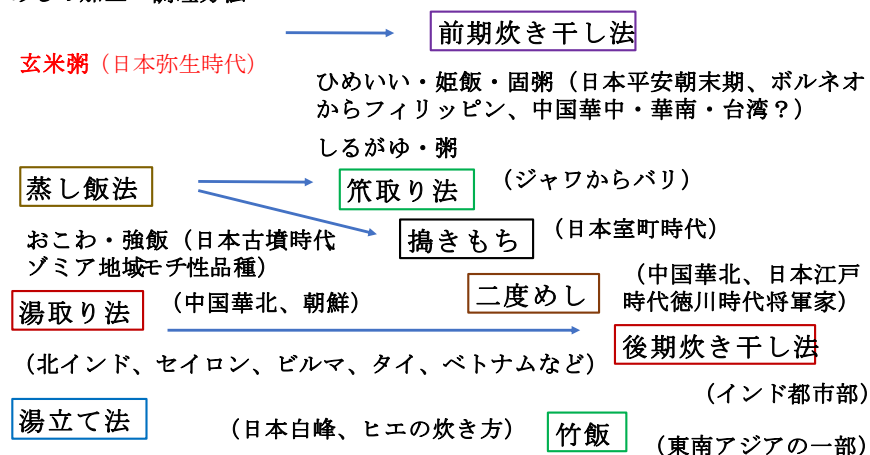 前期炊き干し法
玄米粥（日本弥生時代）
ひめいい・姫飯・固粥（日本平安朝末期、ボルネオ
からフィリッピン、中国華中・華南・台湾？）
しるがゆ・粥
蒸し飯法
笊取り法
（ジャワからバリ）
おこわ・強飯（日本古墳時代
ゾミア地域モチ性品種）
搗きもち
（日本室町時代）
湯取り法
（中国華北、朝鮮）
二度めし
（中国華北、日本江戸
時代徳川時代将軍家）
後期炊き干し法
（北インド、セイロン、ビルマ、タイ、ベトナムなど）
（インド都市部）
湯立て法
（日本白峰、ヒエの炊き方）
竹飯
（東南アジアの一部）